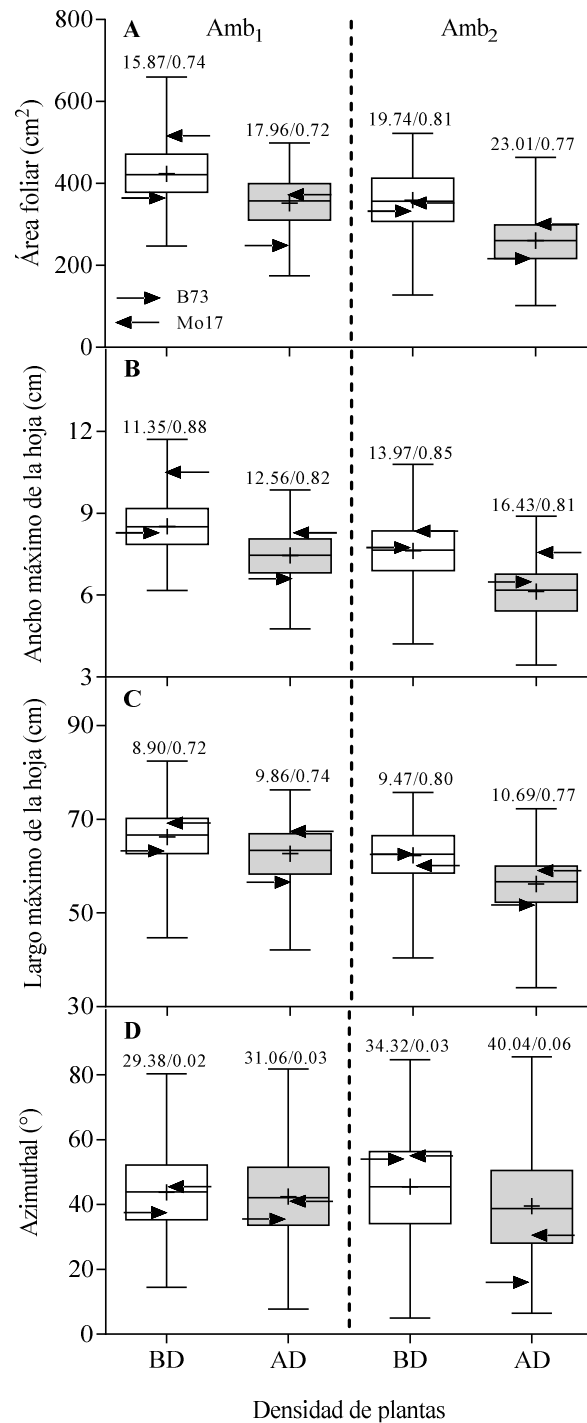 Amb1 Amb2
A
Área foliar (cm2)
800
600
400
200
0
15.87/0.74
17.96/0.72
19.74/0.81
23.01/0.77
B73
Mo17
B
Ancho máximo de la hoja (cm)
12
9
6
3
11.35/0.88
12.56/0.82
13.97/0.85
16.43/0.81
C
Largo máximo de la hoja (cm)
90
70
50
30
8.90/0.72
9.86/0.74
9.47/0.80
10.69/0.77
D
Azimuthal (°)
80
60
40
20
0
29.38/0.02
31.06/0.03
34.32/0.03
40.04/0.06
BD AD BD AD
Densidad de plantas